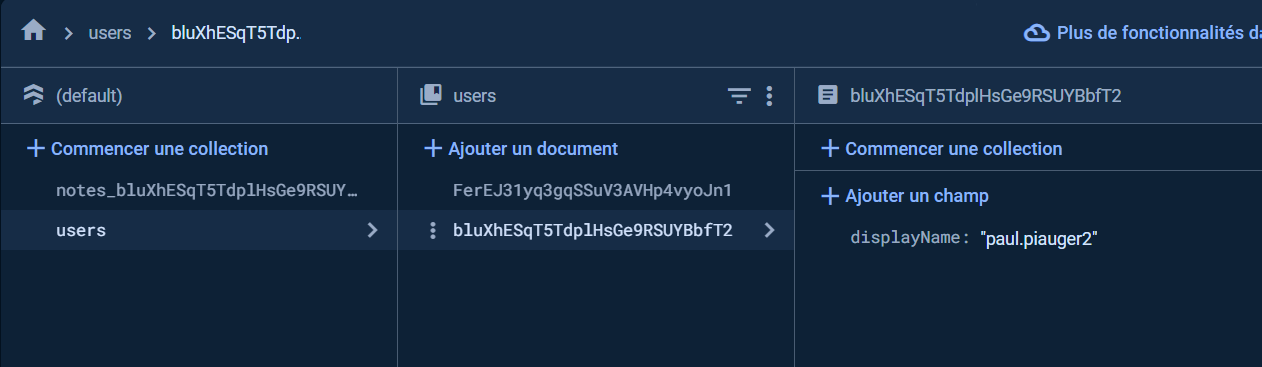 users
bluXhESqT5Tdp..
Plus de fonctionnalités da
(default)
users
bluXhESqT5TdplHsGe9RSUYBbfT2
Commencer une collection
Ajouter un document
Commencer une collection
notes_bluXhESqT5TdplHsGe9RSUY…
FerEJ31yq3gqSSuV3AVHp4vyoJn1
Ajouter un champ
users
bluXhESqT5TdplHsGe9RSUYBbfT2
displayName: "paul.piauger2"